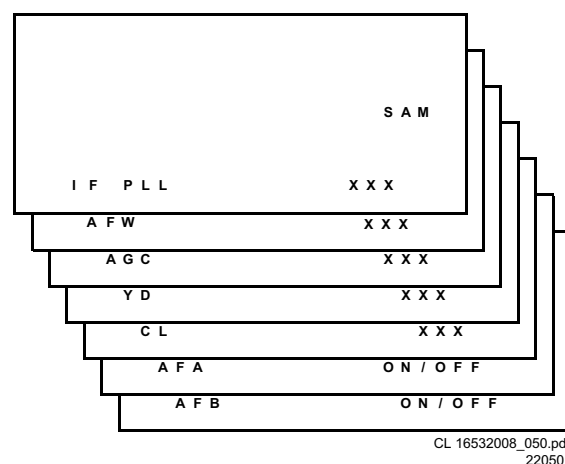 SAM
IF PLL XXX
AFW XXX
AGC XXX
YD XXX
CL XXX
AFA ON/OFF
AFB ON/OFF
CL 16532008_050.pd
22050